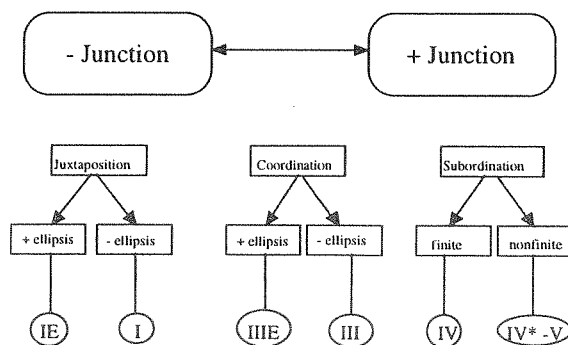 - Junction
+ Junction
Juxtaposition
Coordination
Subordination
+ ellipsis
- ellipsis
+ ellipsis
- ellipsis
finite
nonfinite
IE
I
IIIE
III
IV
IV* -V